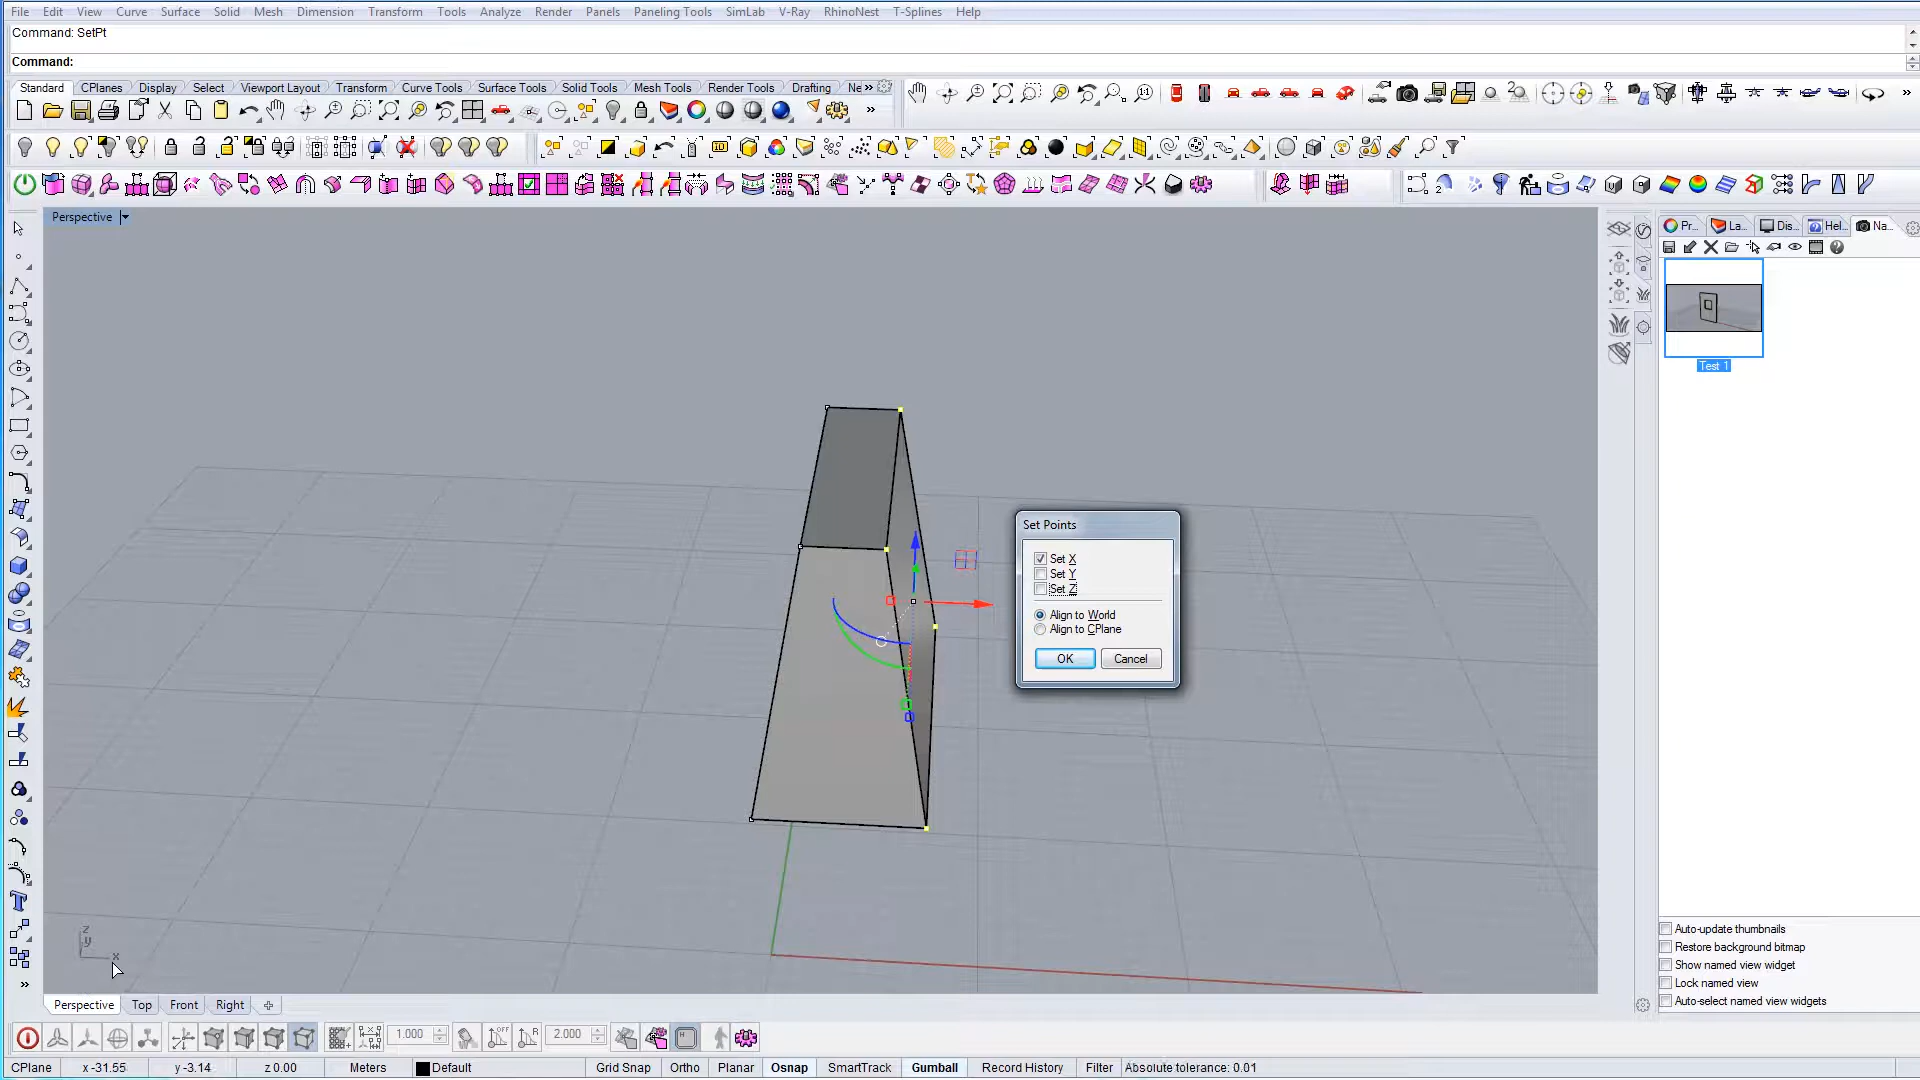 File Edit View Curve Surface Solid Mesh Dimension Transform Tools Analyze Render Panels Paneling Tools SimLab V-Ray RhinoNest T-Splines Help
Command: SetPt
Command:
Standard CPlanes Display Select Viewport Layout Transform Curve Tools Surface Tools Solid Tools Mesh Tools Render Tools Drafting Ne »
Perspective
Pr... La... Dis... Hel... Na...
Test 1
Set Points
Set X
Set Y
Set Z
Align to World
Align to CPlane
OK Cancel
z
y
x
Auto-update thumbnails
Restore background bitmap
Show named view widget
Lock named view
Auto-select named view widgets
Perspective Top Front Right
1.000 2.000
CPlane x -31.55 y -3.14 z 0.00 Meters Default Grid Snap Ortho Planar Osnap SmartTrack Gumball Record History Filter Absolute tolerance: 0.01